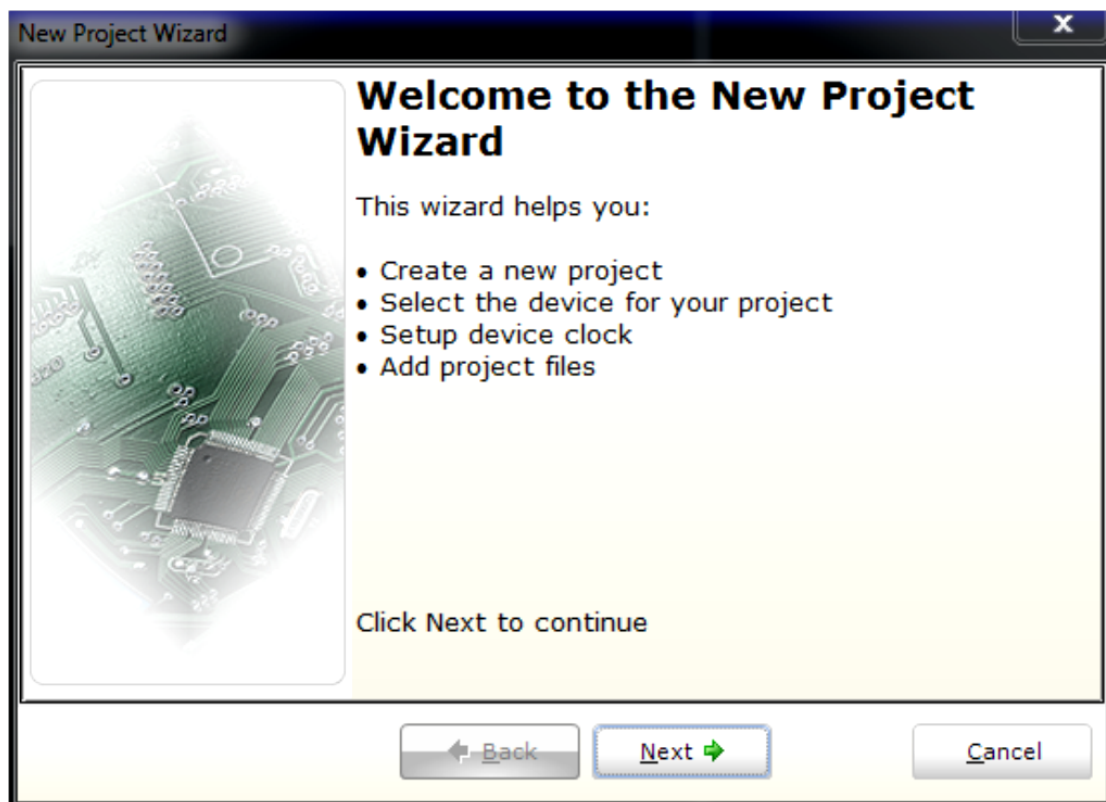 New Project Wizard
X
Welcome to the New Project
Wizard
This wizard helps you:
• Create a new project
• Select the device for your project
• Setup device clock
• Add project files
Click Next to continue
Back
Next
Cancel